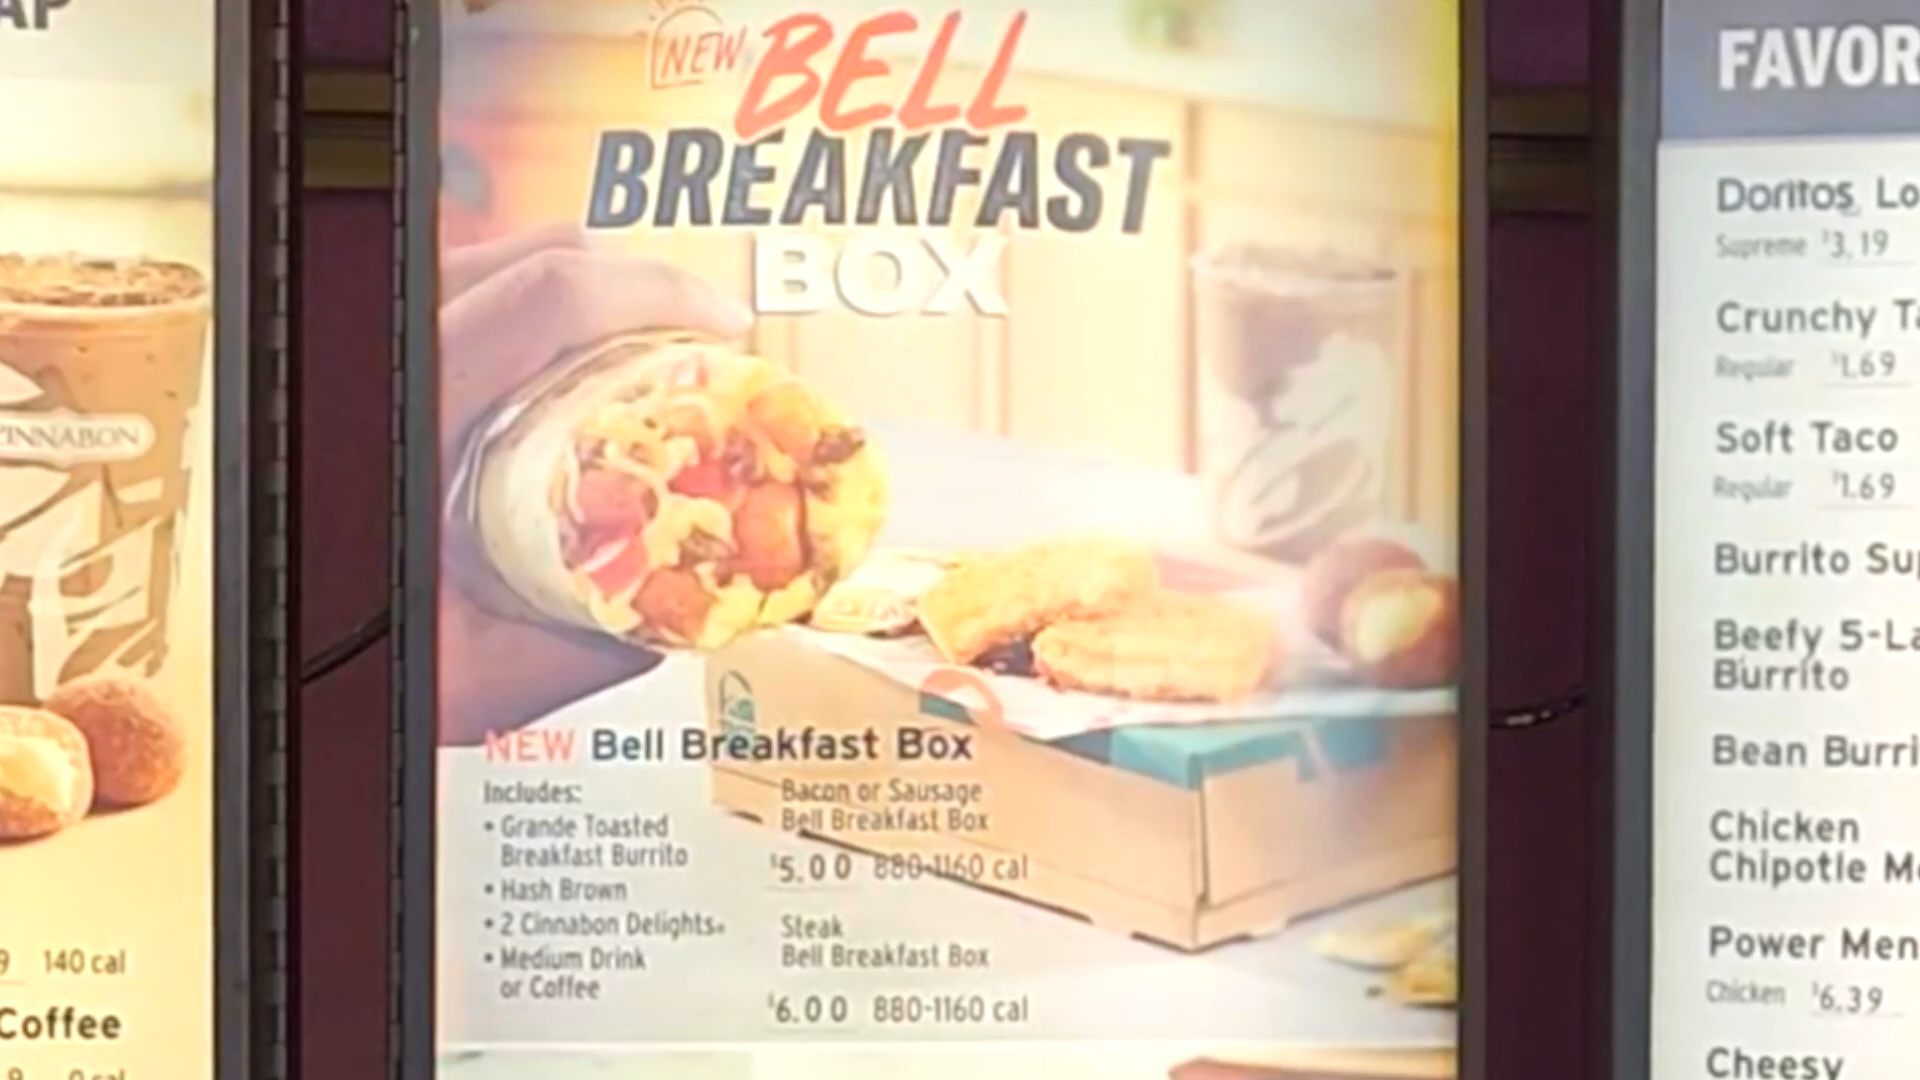 CINNABON
140 cal
Coffee
NEW BELL
BREAKFAST
BOX
NEW Bell Breakfast Box
Includes:
• Grande Toasted
Breakfast Burrito
• Hash Brown
• 2 Cinnabon Delights®
• Medium Drink
or Coffee
Bacon or Sausage
Bell Breakfast Box
$5.00 880-1160 cal
Steak
Bell Breakfast Box
$6.00 880-1160 cal
FAVOR
Doritos Lo
Supreme $3.19
Crunchy Ta
Regular $1.69
Soft Taco
Regular $1.69
Burrito Sup
Beefy 5-La
Burrito
Bean Burri
Chicken
Chipotle Me
Power Men
Chicken $6.39
Cheesy